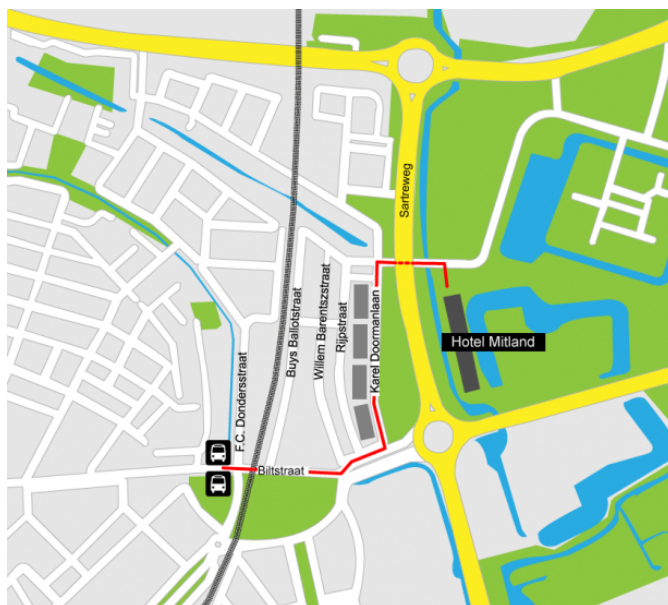 Sartreweg
Buys Ballotstraat
Willem Barentszstraat
Rijpstraat
Karel Doormanlaan
Hotel Mitland
F.C. Dondersstraat
Biltstraat